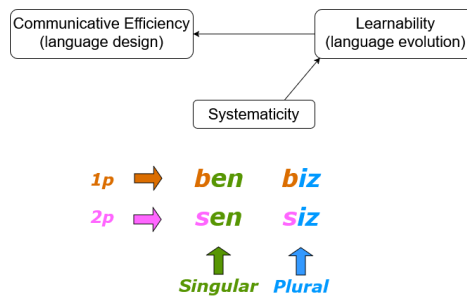 Communicative Efficiency
(language design)
Learnability
(language evolution)
Systematicity
1p ben biz
2p sen siz
Singular Plural